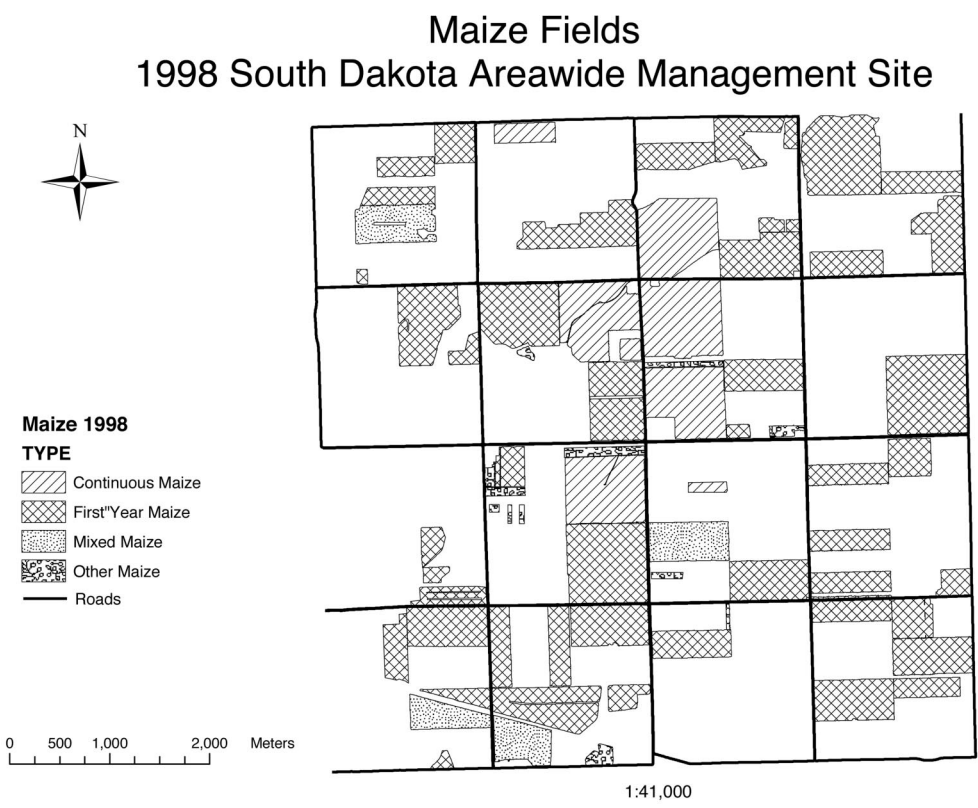 Maize Fields
1998 South Dakota Areawide Management Site
N
Maize 1998
TYPE
Continuous Maize
First"Year Maize
Mixed Maize
Other Maize
Roads
0 500 1,000 2,000 Meters
1:41,000